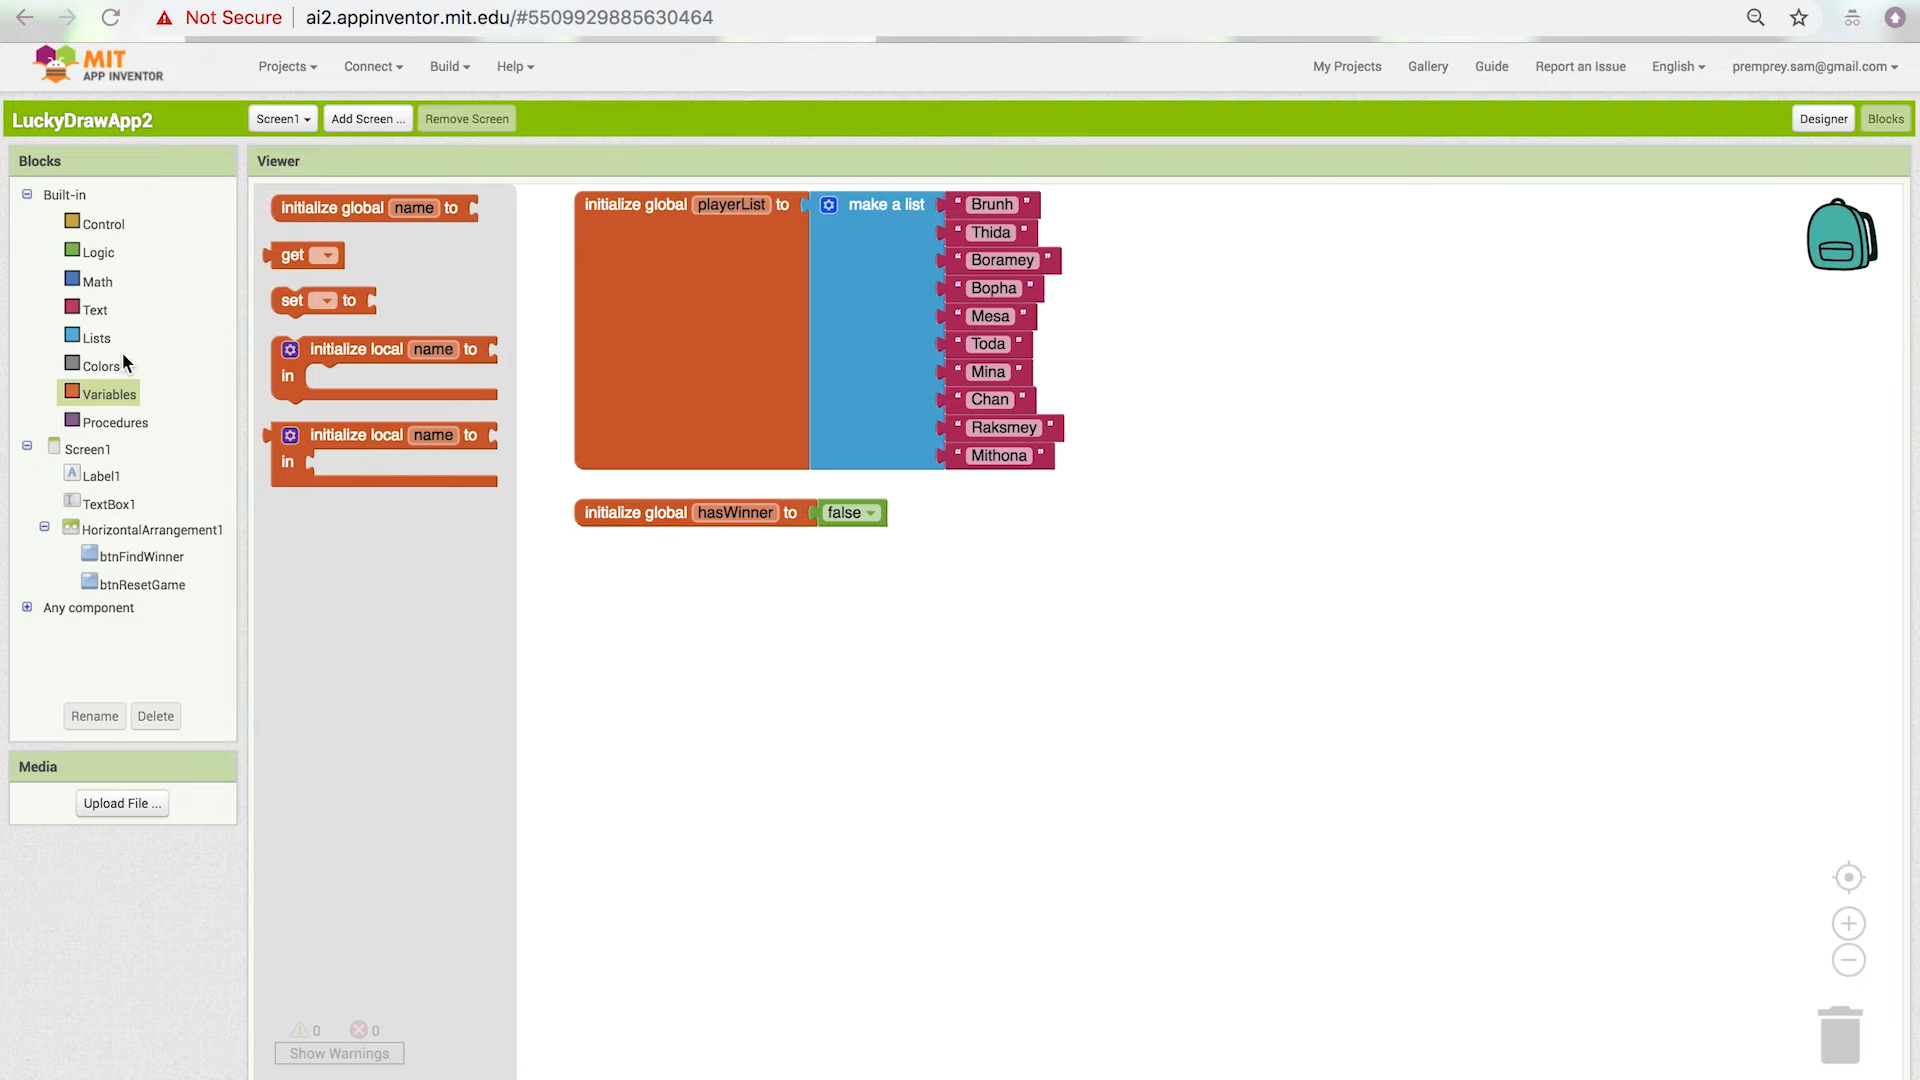 Not Secure ai2.appinventor.mit.edu/#5509929885630464
MIT
APP INVENTOR
Projects Connect Build Help My Projects Gallery Guide Report an Issue English premprey.sam@gmail.com
LuckyDrawApp2 Screen1 Add Screen ... Remove Screen Designer Blocks
Blocks
Built-in
Control
Logic
Math
Text
Lists
Colors
Variables
Procedures
Screen1
Label1
TextBox1
HorizontalArrangement1
btnFindWinner
btnResetGame
Any component
Rename Delete
Media
Upload File ...
Viewer
initialize global name to
get
set to
initialize local name to
in
initialize local name to
in
0 0
Show Warnings
initialize global playerList to make a list “ Brunh ”
“ Thida ”
“ Boramey ”
“ Bopha ”
“ Mesa ”
“ Toda ”
“ Mina ”
“ Chan ”
“ Raksmey ”
“ Mithona ”
initialize global hasWinner to false